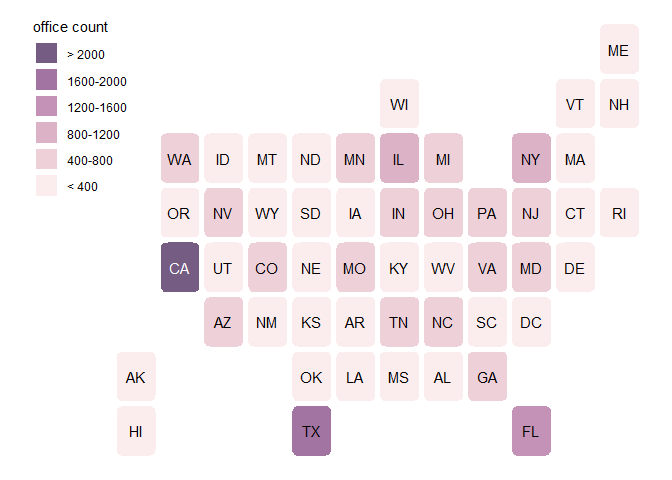 office count
> 2000
1600-2000
1200-1600
800-1200
400-800
< 400
ME
WI VT NH
WA ID MT ND MN IL MI NY MA
OR NV WY SD IA IN OH PA NJ CT RI
CA UT CO NE MO KY WV VA MD DE
AZ NM KS AR TN NC SC DC
AK OK LA MS AL GA
HI TX FL